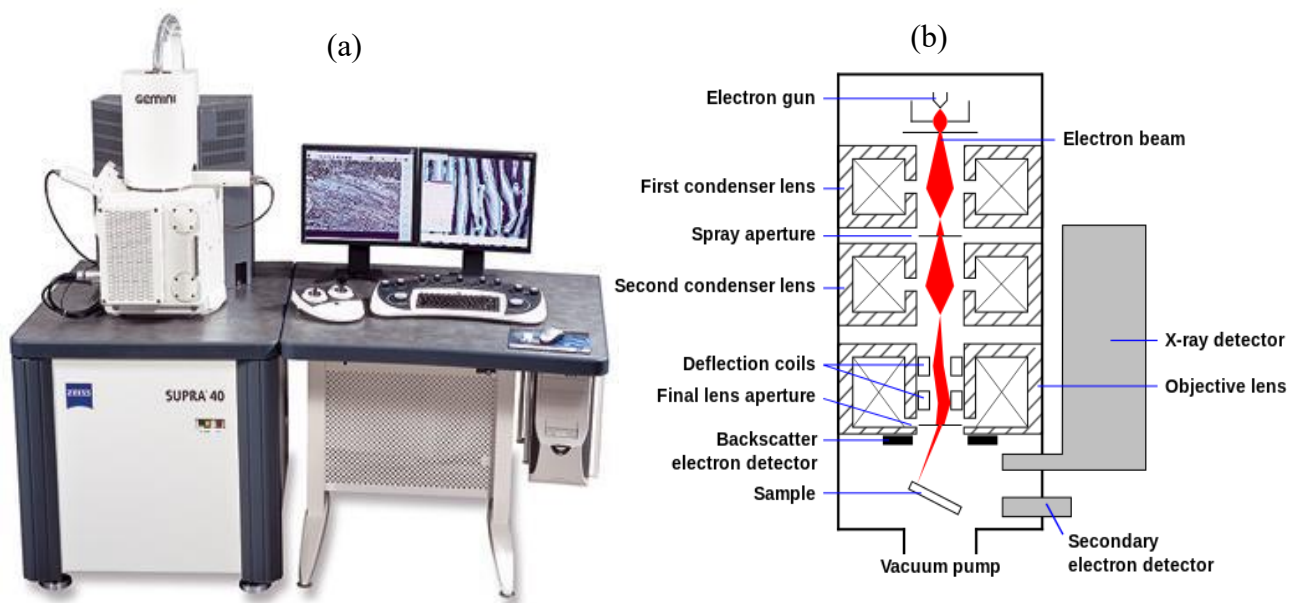 (a)
GEMINI
ZEISS
SUPRA 40
(b)
Electron gun
Electron beam
First condenser lens
Spray aperture
Second condenser lens
X-ray detector
Deflection coils
Objective lens
Final lens aperture
Backscatter
electron detector
Sample
Secondary
electron detector
Vacuum pump